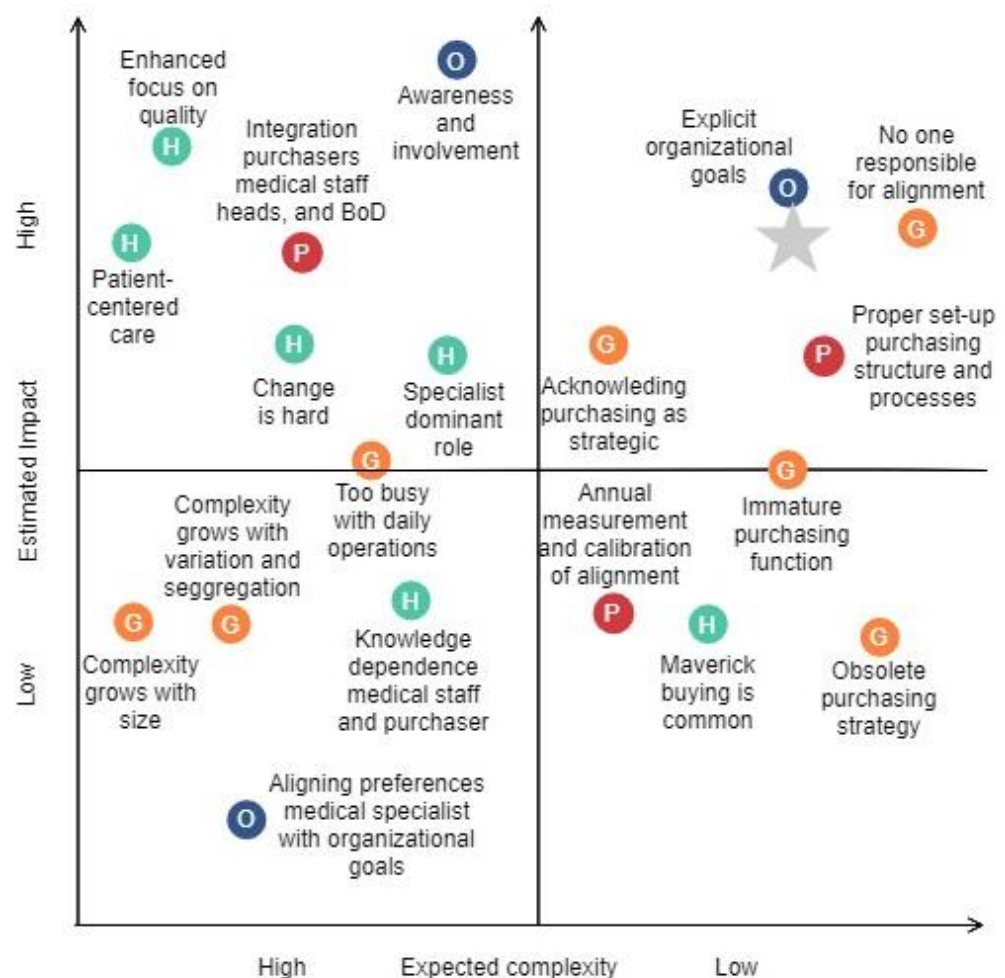 Enhanced
focus on
quality
H
O
Awareness
and
involvement
Integration
purchasers
medical staff
heads, and BoD
P
Explicit
organizational
goals
O
No one
responsible
for alignment
G
H
Patient-
centered
care
H
Change
is hard
H
Specialist
dominant
role
G
Acknowleding
purchasing as
strategic
P
Proper set-up
purchasing
structure and
processes
G
Too busy
with daily
operations
G
Immature
purchasing
function
Complexity
grows with
variation and
seggregation
G
Annual
measurement
and calibration
of alignment
P
G
Complexity
grows with
size
H
Knowledge
dependence
medical staff
and purchaser
H
Maverick
buying is
common
G
Obsolete
purchasing
strategy
O
Aligning preferences
medical specialist
with organizational
goals
High
Estimated Impact
Low
High Expected complexity Low